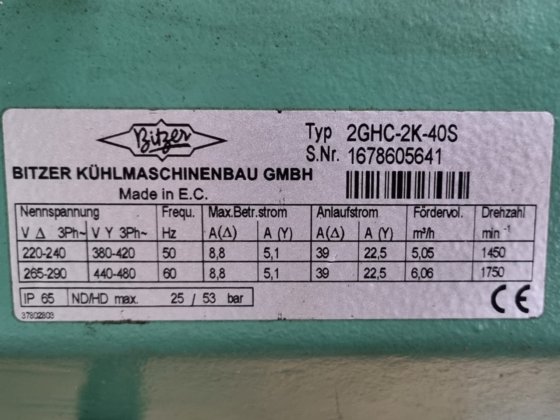 Bitzer
Typ 2GHC-2K-40S
S.Nr. 1678605641
BITZER KÜHLMASCHINENBAU GMBH
Made in E.C.
Nennspannung Frequ. Max.Betr.strom Anlaufstrom Fördervol. Drehzahl
V Δ 3Ph~ V Y 3Ph~ Hz A(Δ) A (Y) A(Δ) A (Y) m³/h min⁻¹
220-240 380-420 50 8,8 5,1 39 22,5 5,05 1450
265-290 440-480 60 8,8 5,1 39 22,5 6,06 1750
IP 65 ND/HD max. 25 / 53 bar
CE
37802803